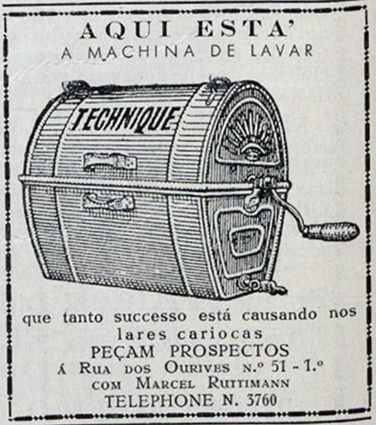 AQUI ESTA'
A MACHINA DE LAVAR
TECHNIQUE
que tanto successo está causando nos
lares cariocas
PEÇAM PROSPECTOS
Á RUA DOS OURIVES N.º 51 - 1.º
COM MARCEL RUTTIMANN
TELEPHONE N. 3760